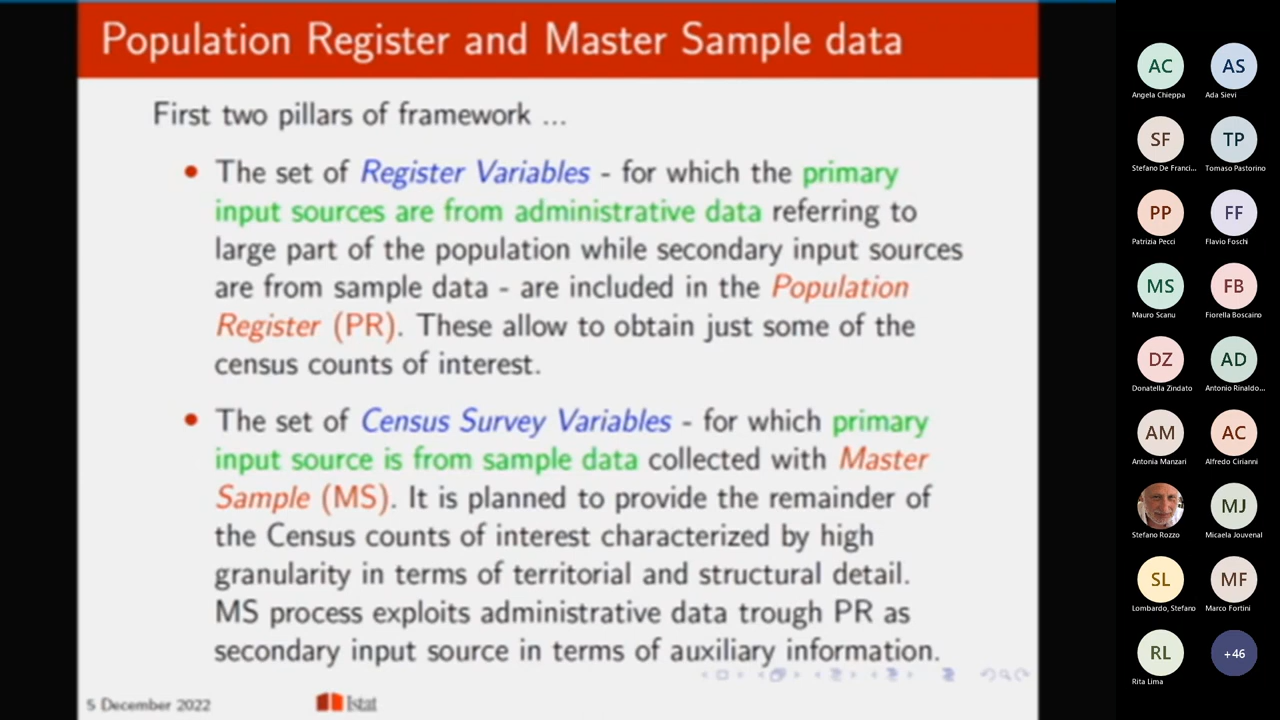 Population Register and Master Sample data
First two pillars of framework ...
The set of Register Variables - for which the primary
input sources are from administrative data referring to
large part of the population while secondary input sources
are from sample data - are included in the Population
Register (PR). These allow to obtain just some of the
census counts of interest.
The set of Census Survey Variables - for which primary
input source is from sample data collected with Master
Sample (MS). It is planned to provide the remainder of
the Census counts of interest characterized by high
granularity in terms of territorial and structural detail.
MS process exploits administrative data trough PR as
secondary input source in terms of auxiliary information.
5 December 2022
Istat
AC AS
Angela Chieppa Ada Sievi
SF TP
Stefano De Franci... Tomaso Pastorino
PP FF
Patrizia Pecci Flavio Foschi
MS FB
Mauro Scanu Fiorella Boscaino
DZ AD
Donatella Zindato Antonio Rinaldo...
AM AC
Antonia Manzari Alfredo Cirianni
MJ
Stefano Rozzo Micaela Jouvenal
SL MF
Lombardo, Stefano Marco Fortini
RL +46
Rita Lima